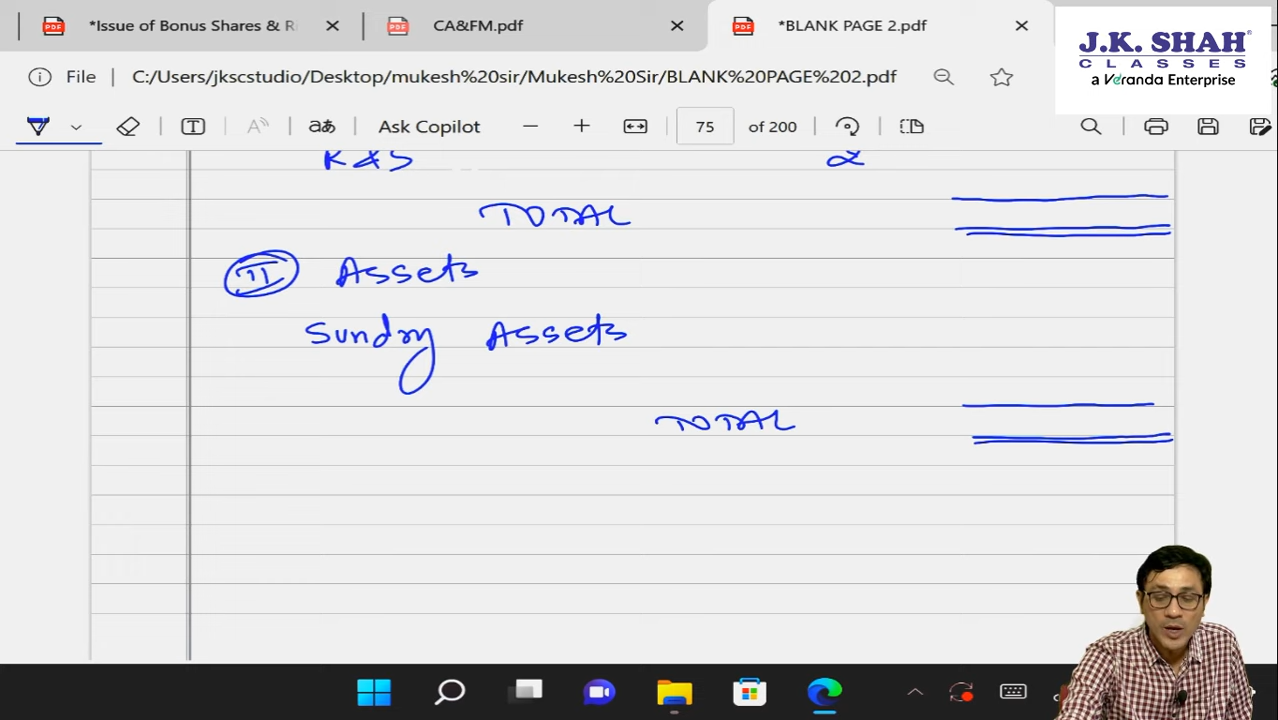 *Issue of Bonus Shares & Ri
CA&FM.pdf
*BLANK PAGE 2.pdf
J.K. SHAH®
CLASSES
a Veranda Enterprise
File C:/Users/jkscstudio/Desktop/mukesh%20sir/Mukesh%20Sir/BLANK%20PAGE%202.pdf
Ask Copilot
75 of 200
R & S 2
TOTAL
II Assets
Sundry Assets
TOTAL